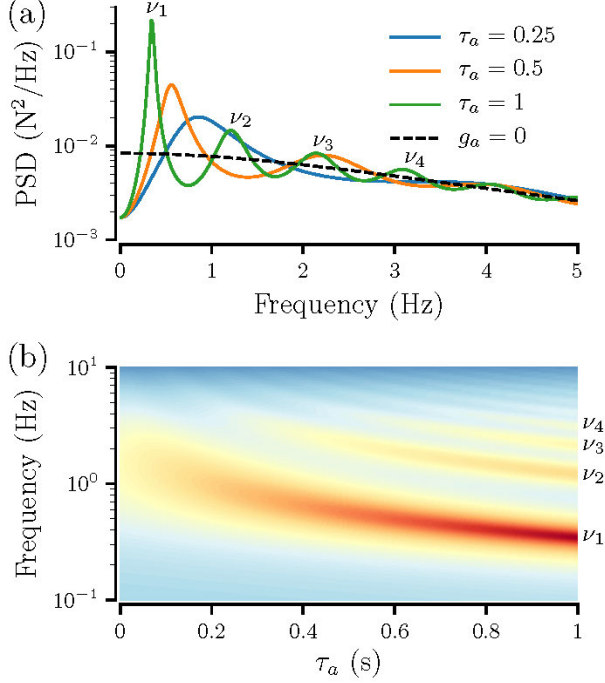 (a)
ν₁
ν₂
ν₃
ν₄
τₐ = 0.25
τₐ = 0.5
τₐ = 1
gₐ = 0
PSD (N²/Hz)
10⁻¹
10⁻²
10⁻³
0 1 2 3 4 5
Frequency (Hz)
(b)
Frequency (Hz)
10¹
10⁰
10⁻¹
ν₄
ν₃
ν₂
ν₁
0 0.2 0.4 0.6 0.8 1
τₐ (s)